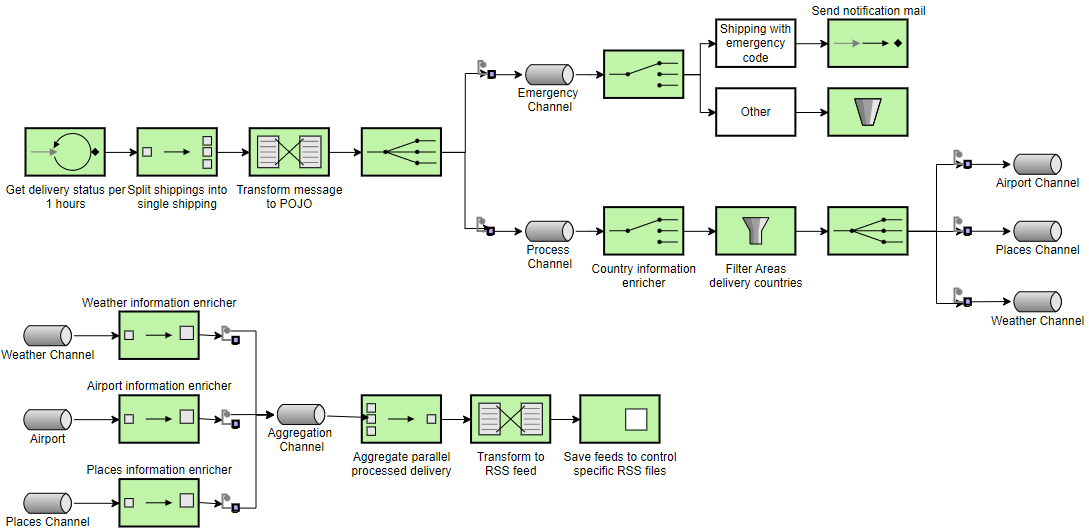 Send notification mail
Shipping with
emergency
code
Emergency
Channel
Other
Get delivery status per
1 hours
Split shippings into
single shipping
Transform message
to POJO
Airport Channel
Process
Channel
Country information
enricher
Filter Areas
delivery countries
Places Channel
Weather Channel
Weather information enricher
Weather Channel
Airport information enricher
Airport
Aggregation
Channel
Aggregate parallel
processed delivery
Transform to
RSS feed
Save feeds to control
specific RSS files
Places information enricher
Places Channel